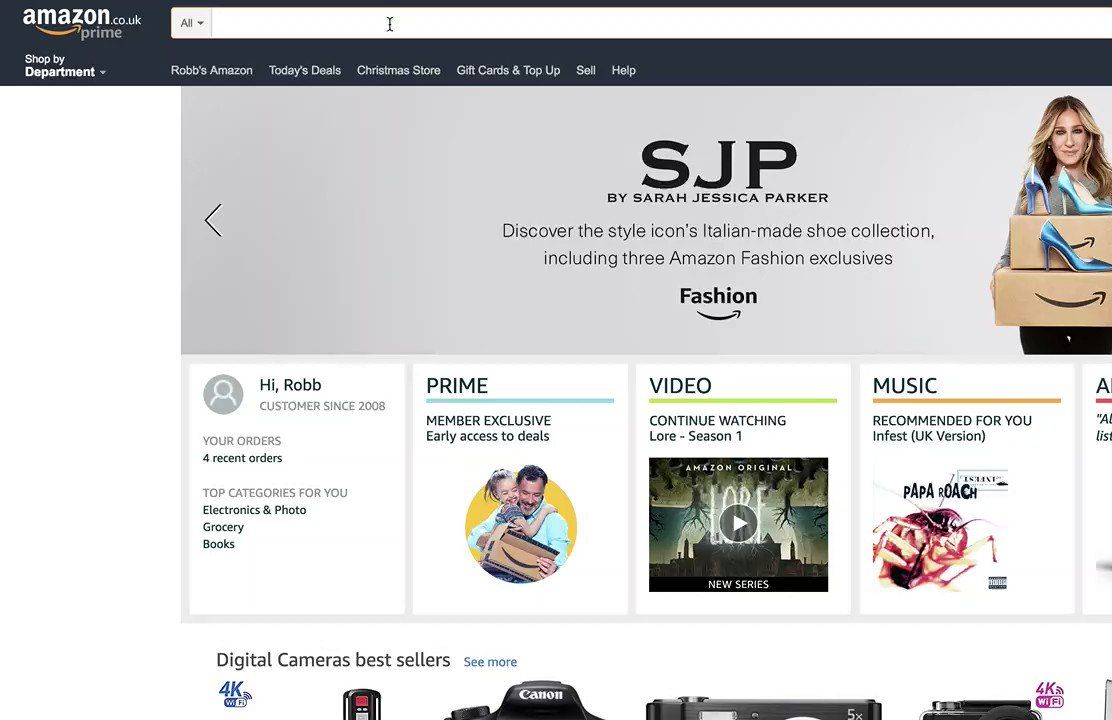 amazon.co.uk
prime
All
Shop by
Department
Robb's Amazon
Today's Deals
Christmas Store
Gift Cards & Top Up
Sell
Help
SJP
BY SARAH JESSICA PARKER
Discover the style icon's Italian-made shoe collection,
including three Amazon Fashion exclusives
Fashion
Hi, Robb
CUSTOMER SINCE 2008
YOUR ORDERS
4 recent orders
TOP CATEGORIES FOR YOU
Electronics & Photo
Grocery
Books
PRIME
MEMBER EXCLUSIVE
Early access to deals
VIDEO
CONTINUE WATCHING
Lore - Season 1
AMAZON ORIGINAL
LORE
NEW SERIES
MUSIC
RECOMMENDED FOR YOU
Infest (UK Version)
PAPA ROACH
INFEST
Digital Cameras best sellers
See more
4K
WiFi
Canon
5x
4K
WiFi